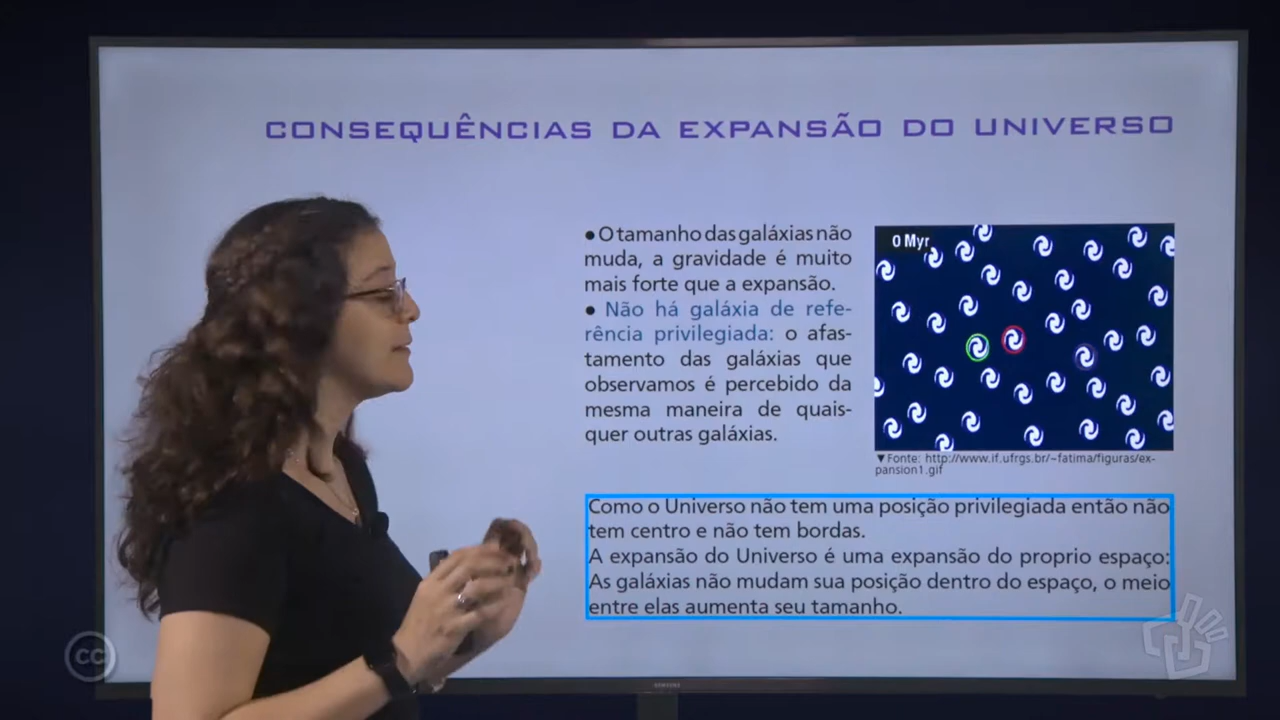 CONSEQUÊNCIAS DA EXPANSÃO DO UNIVERSO
● O tamanho das galáxias não
muda, a gravidade é muito
mais forte que a expansão.
● Não há galáxia de refe-
rência privilegiada: o afas-
tamento das galáxias que
observamos é percebido da
mesma maneira de quais-
quer outras galáxias.
0 Myr
▼Fonte: http://www.if.ufrgs.br/~fatima/figuras/ex-
pansion1.gif
Como o Universo não tem uma posição privilegiada então não
tem centro e não tem bordas.
A expansão do Universo é uma expansão do proprio espaço:
As galáxias não mudam sua posição dentro do espaço, o meio
entre elas aumenta seu tamanho.
cc
SAMSUNG